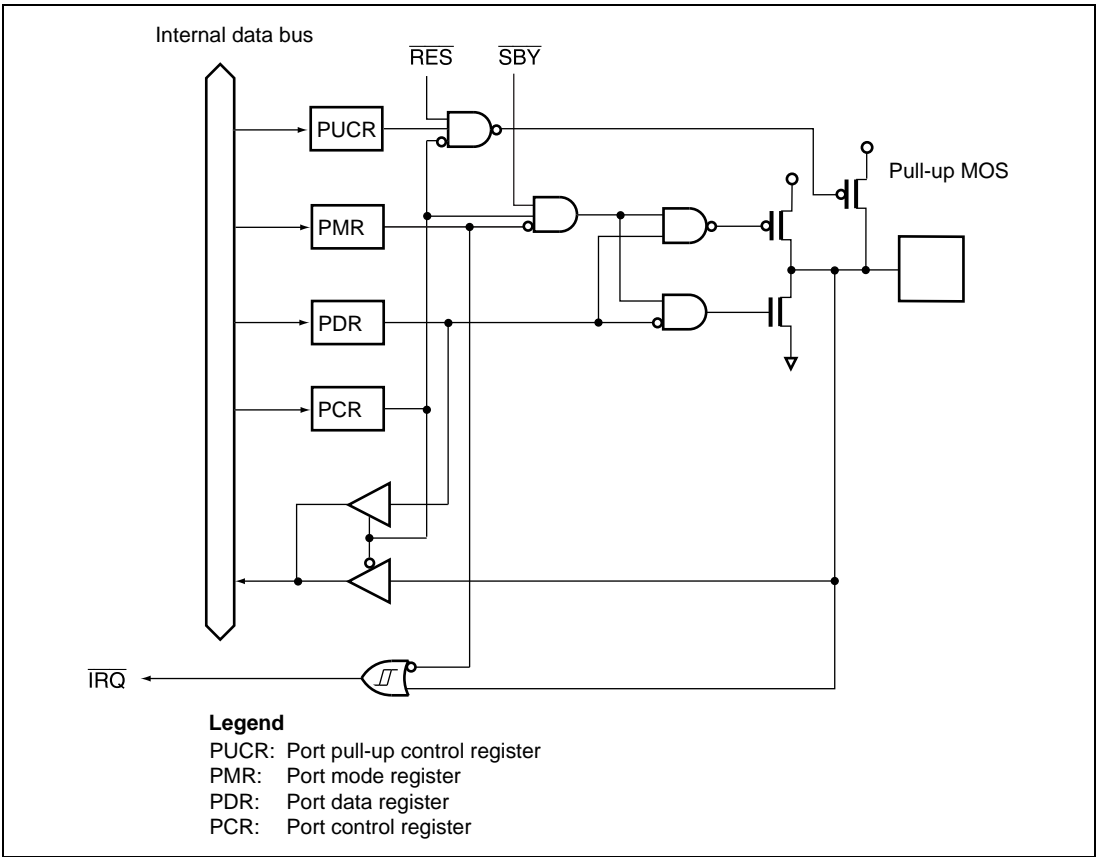 Internal data bus
RES
SBY
PUCR
Pull-up MOS
PMR
PDR
PCR
IRQ
Legend
PUCR: Port pull-up control register
PMR: Port mode register
PDR: Port data register
PCR: Port control register